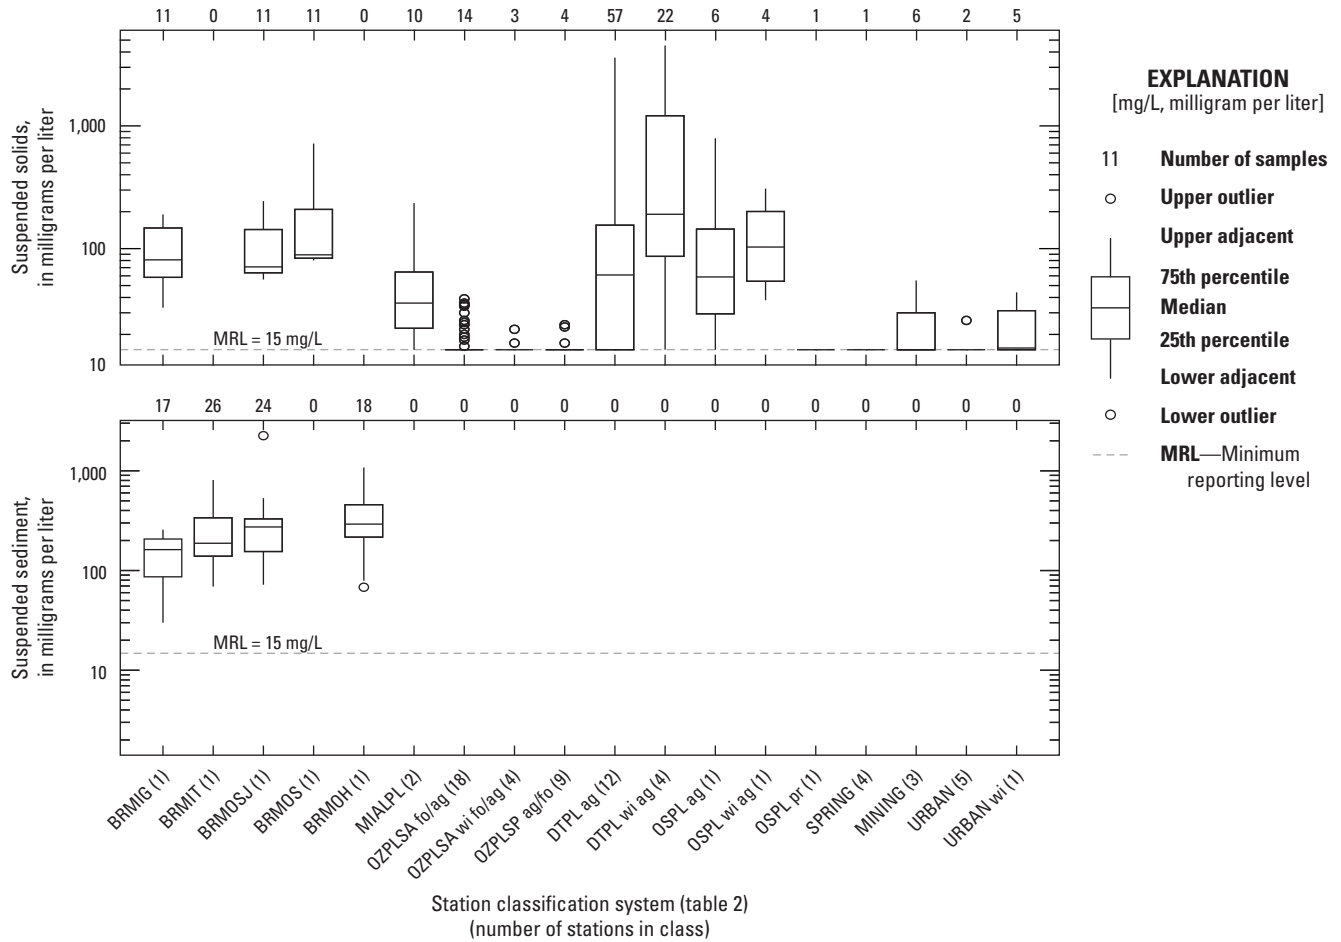 11 0 11 11 0 10 14 3 4 57 22 6 4 1 1 6 2 5
Suspended solids,
in milligrams per liter
1,000
100
10
MRL = 15 mg/L
17 26 24 0 18 0 0 0 0 0 0 0 0 0 0 0 0 0
Suspended sediment,
in milligrams per liter
1,000
100
10
MRL = 15 mg/L
BRMIG (1)
BRMIT (1)
BRMOSJ (1)
BRMOS (1)
BRMOH (1)
MIALPL (2)
OZPLSA fo/ag (18)
OZPLSA wi fo/ag (4)
OZPLSP ag/fo (9)
DTPL ag (12)
DTPL wi ag (4)
OSPL ag (1)
OSPL wi ag (1)
OSPL pr (1)
SPRING (4)
MINING (3)
URBAN (5)
URBAN wi (1)
Station classification system (table 2)
(number of stations in class)
EXPLANATION
[mg/L, milligram per liter]
11 Number of samples
Upper outlier
Upper adjacent
75th percentile
Median
25th percentile
Lower adjacent
Lower outlier
MRL—Minimum
reporting level